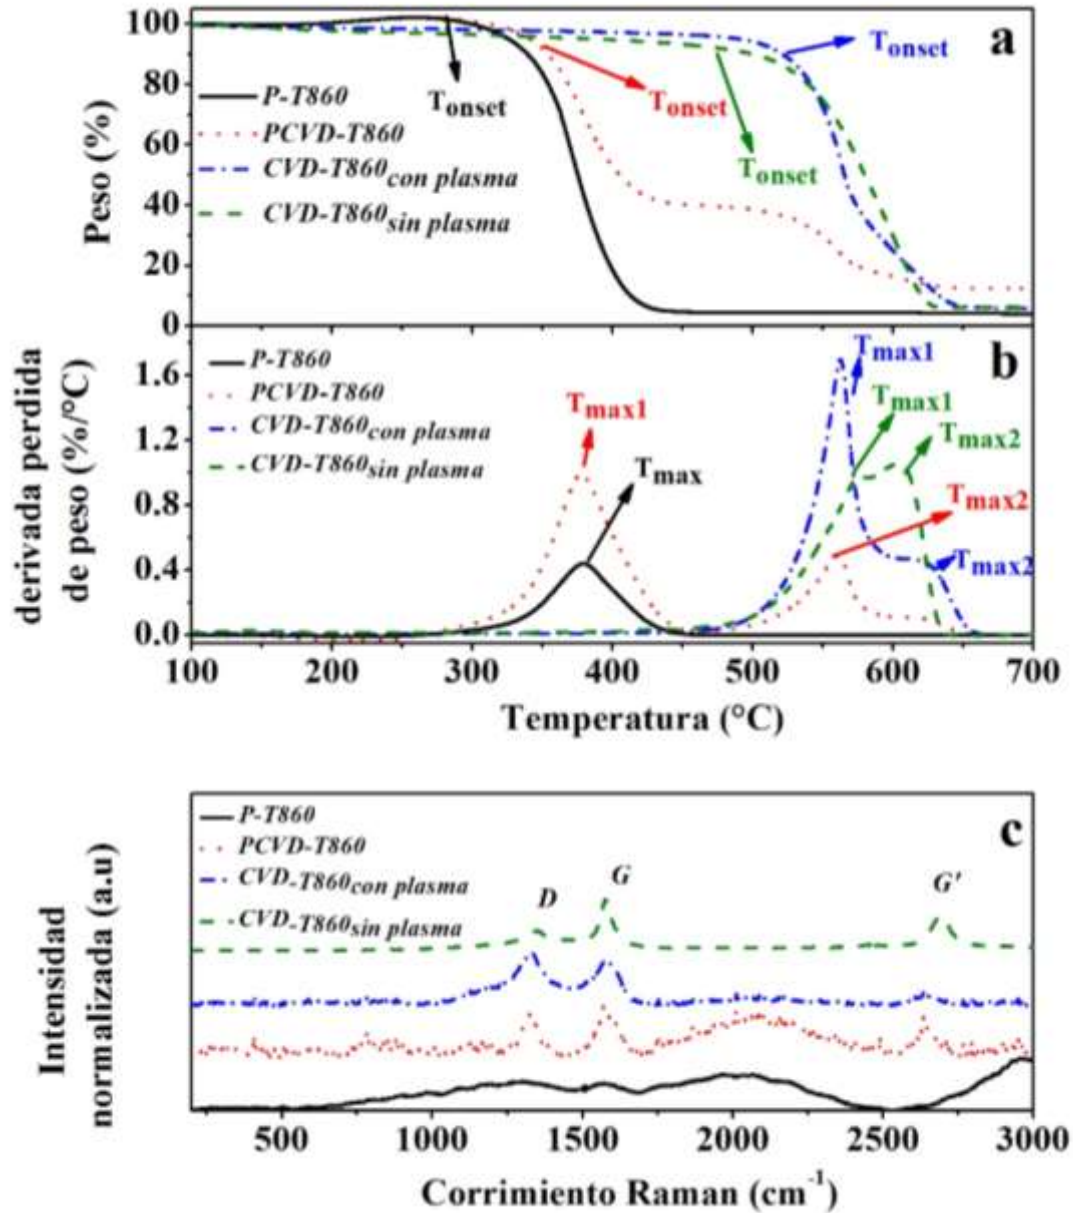 a
100
80
60
40
20
0
Peso (%)
P-T860
PCVD-T860
CVD-T860con plasma
CVD-T860sin plasma
Tonset
Tonset
Tonset
Tonset
b
1.6
1.2
0.8
0.4
0.0
derivada perdida
de peso (%/°C)
P-T860
PCVD-T860
CVD-T860con plasma
CVD-T860sin plasma
Tmax1
Tmax
Tmax1
Tmax1
Tmax2
Tmax2
Tmax2
100 200 300 400 500 600 700
Temperatura (°C)
c
P-T860
PCVD-T860
CVD-T860con plasma
CVD-T860sin plasma
D
G
G'
Intensidad
normalizada (a.u)
500 1000 1500 2000 2500 3000
Corrimiento Raman (cm-1)